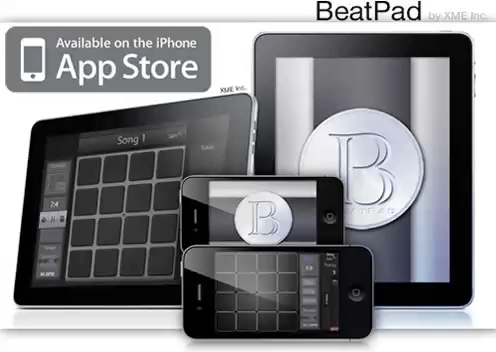 BeatPad by XME Inc.
Available on the iPhone
App Store
XME Inc.
Song 1
B
B